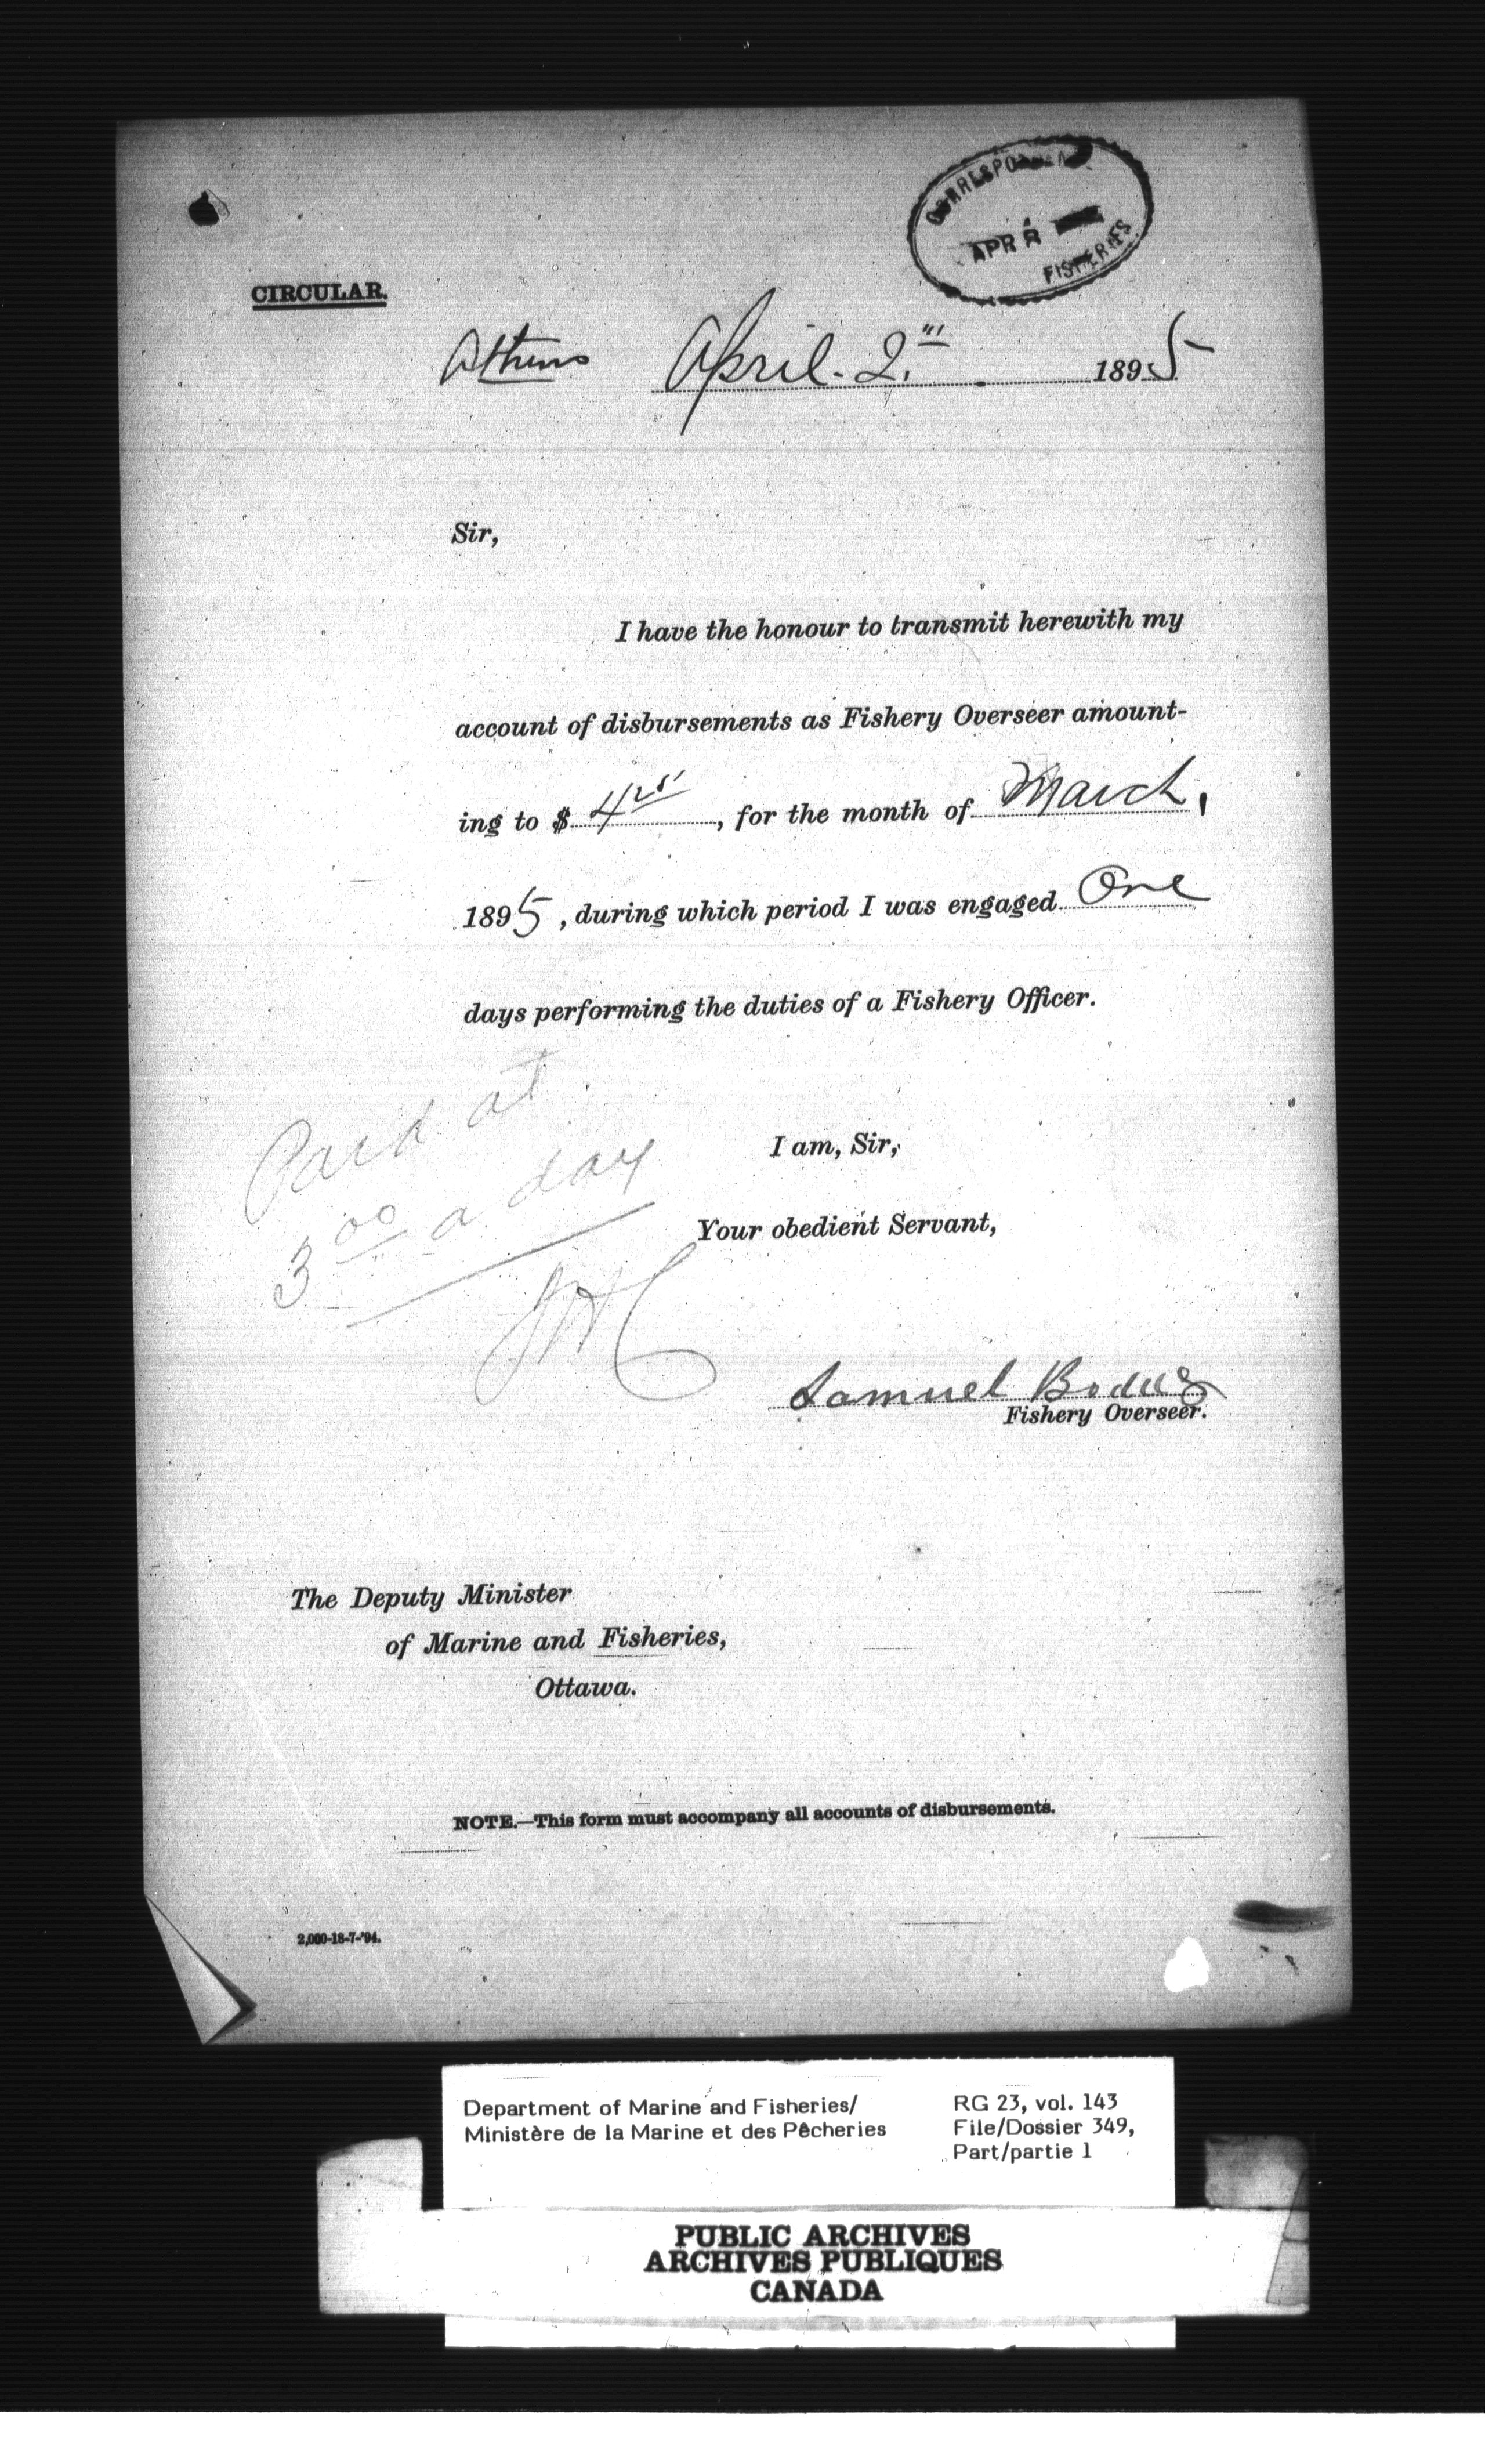 FISHERIES
APR
CIRCULAR.
Athens April. 2. 1895
Sir,
I have the honour to transmit herewith my
account of disbursements as Fishery Overseer amount-
ing to $ 4 25, for the month of March,
1895, during which period I was engaged One
days performing the duties of a Fishery Officer.
Paid at
3 00 a day
I am, Sir,
Your obedient Servant,
Samuel
Fishery Overseer.
The Deputy Minister
of Marine and Fisheries,
Ottawa.
NOTE.—This form must accompany all accounts of disbursements.
2,000-18-7-'94.
Department of Marine and Fisheries/
Ministère de la Marine et des Pêcheries
RG 23, vol. 143
File/Dossier 349,
Part/partie 1
PUBLIC ARCHIVES
ARCHIVES PUBLIQUES
CANADA